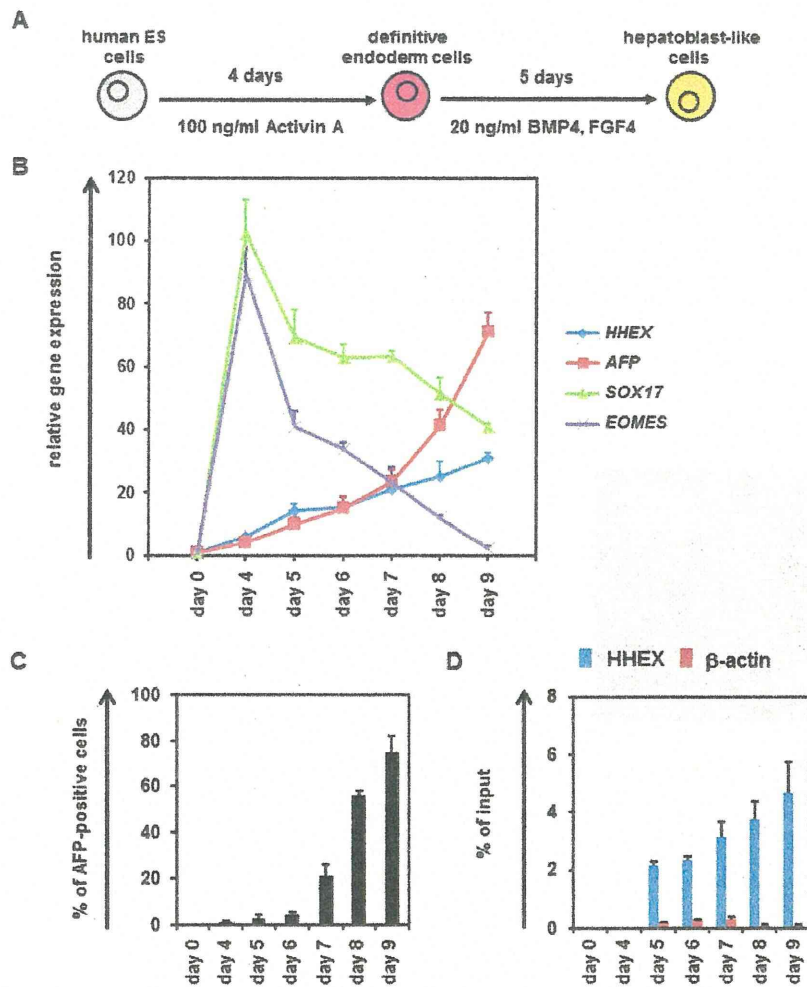 A
human ES
cells
4 days
100 ng/ml Activin A
definitive
endoderm cells
5 days
20 ng/ml BMP4, FGF4
hepatoblast-like
cells
B
relative gene expression
120
100
80
60
40
20
0
day 0
day 4
day 5
day 6
day 7
day 8
day 9
HHEX
AFP
SOX17
EOMES
C
% of AFP-positive cells
100
80
60
40
20
0
day 0
day 4
day 5
day 6
day 7
day 8
day 9
D
HHEX
β-actin
% of input
8
6
4
2
0
day 0
day 4
day 5
day 6
day 7
day 8
day 9